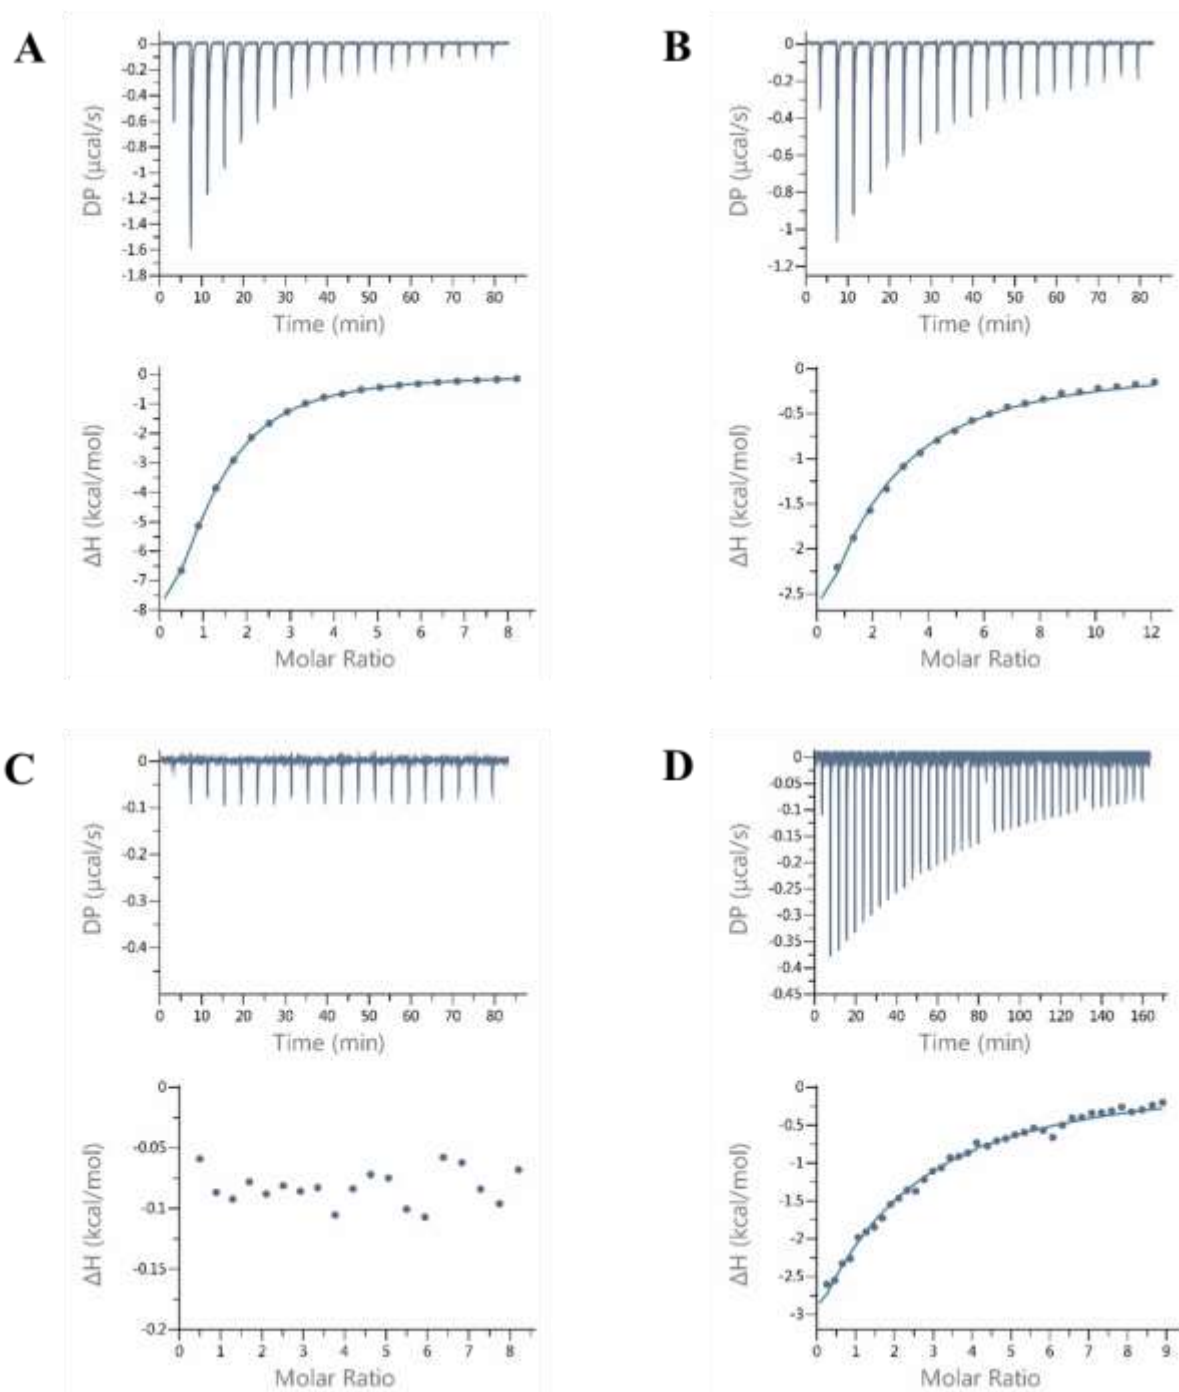 A
DP (µcal/s)
0
-0.2
-0.4
-0.6
-0.8
-1
-1.2
-1.4
-1.6
-1.8
0 10 20 30 40 50 60 70 80
Time (min)
ΔH (kcal/mol)
0
-1
-2
-3
-4
-5
-6
-7
-8
0 1 2 3 4 5 6 7 8
Molar Ratio
B
DP (µcal/s)
0
-0.2
-0.4
-0.6
-0.8
-1
-1.2
0 10 20 30 40 50 60 70 80
Time (min)
ΔH (kcal/mol)
0
-0.5
-1
-1.5
-2
-2.5
0 2 4 6 8 10 12
Molar Ratio
C
DP (µcal/s)
0
-0.1
-0.2
-0.3
-0.4
0 10 20 30 40 50 60 70 80
Time (min)
ΔH (kcal/mol)
0
-0.05
-0.1
-0.15
-0.2
0 1 2 3 4 5 6 7 8
Molar Ratio
D
DP (µcal/s)
0
-0.05
-0.1
-0.15
-0.2
-0.25
-0.3
-0.35
-0.4
-0.45
0 20 40 60 80 100 120 140 160
Time (min)
ΔH (kcal/mol)
0
-0.5
-1
-1.5
-2
-2.5
-3
0 1 2 3 4 5 6 7 8 9
Molar Ratio